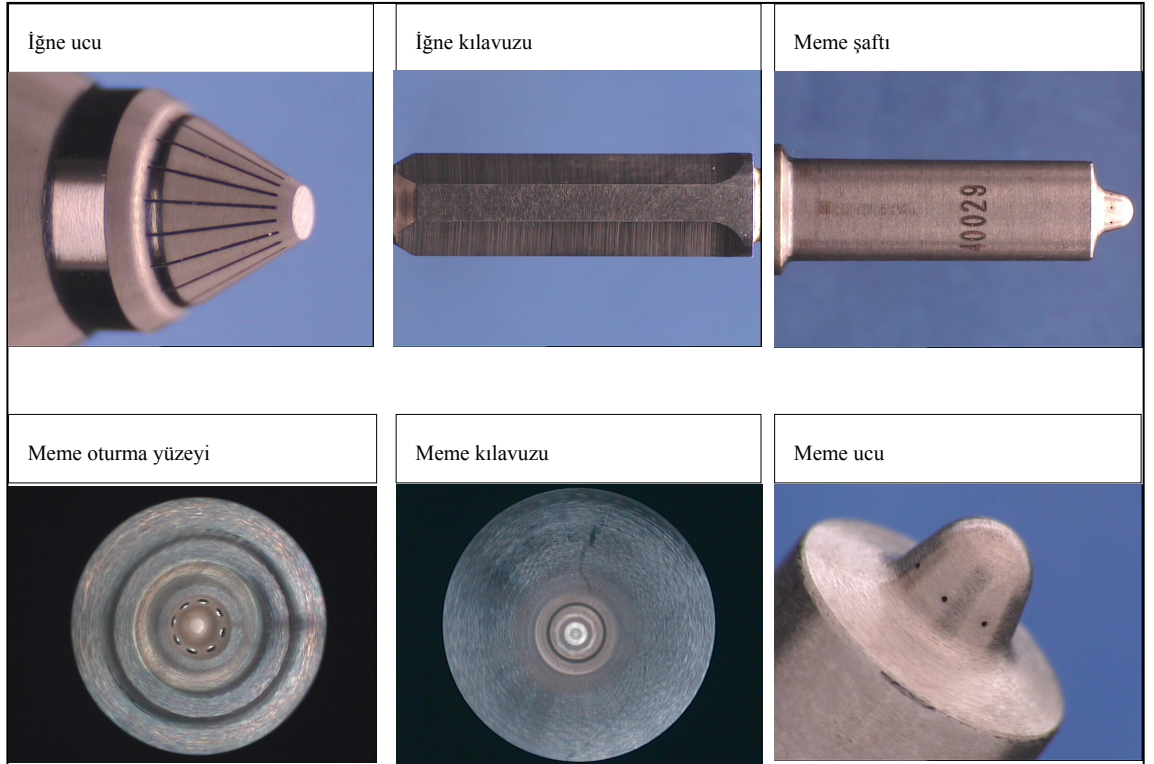 İğne ucu
İğne kılavuzu
Meme şaftı
40029
Meme oturma yüzeyi
Meme kılavuzu
Meme ucu